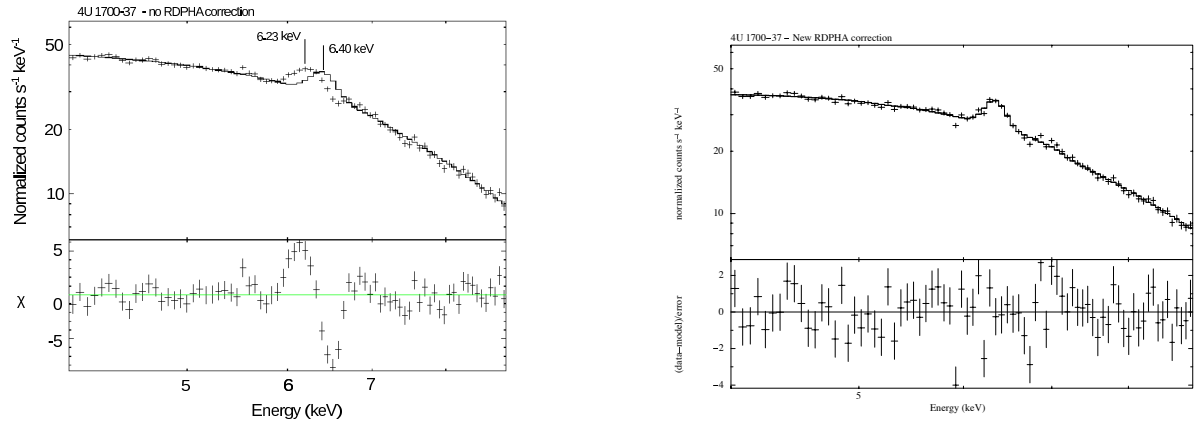 4U 1700-37 - no RDPHA correction
6.23 keV
6.40 keV
50
20
10
Normalized counts s⁻¹ keV⁻¹
5
0
-5
χ
5 6 7
Energy (keV)
4U 1700-37 - New RDPHA correction
50
20
10
normalized counts s⁻¹ keV⁻¹
2
0
−2
−4
(data−model)/error
5
Energy (keV)